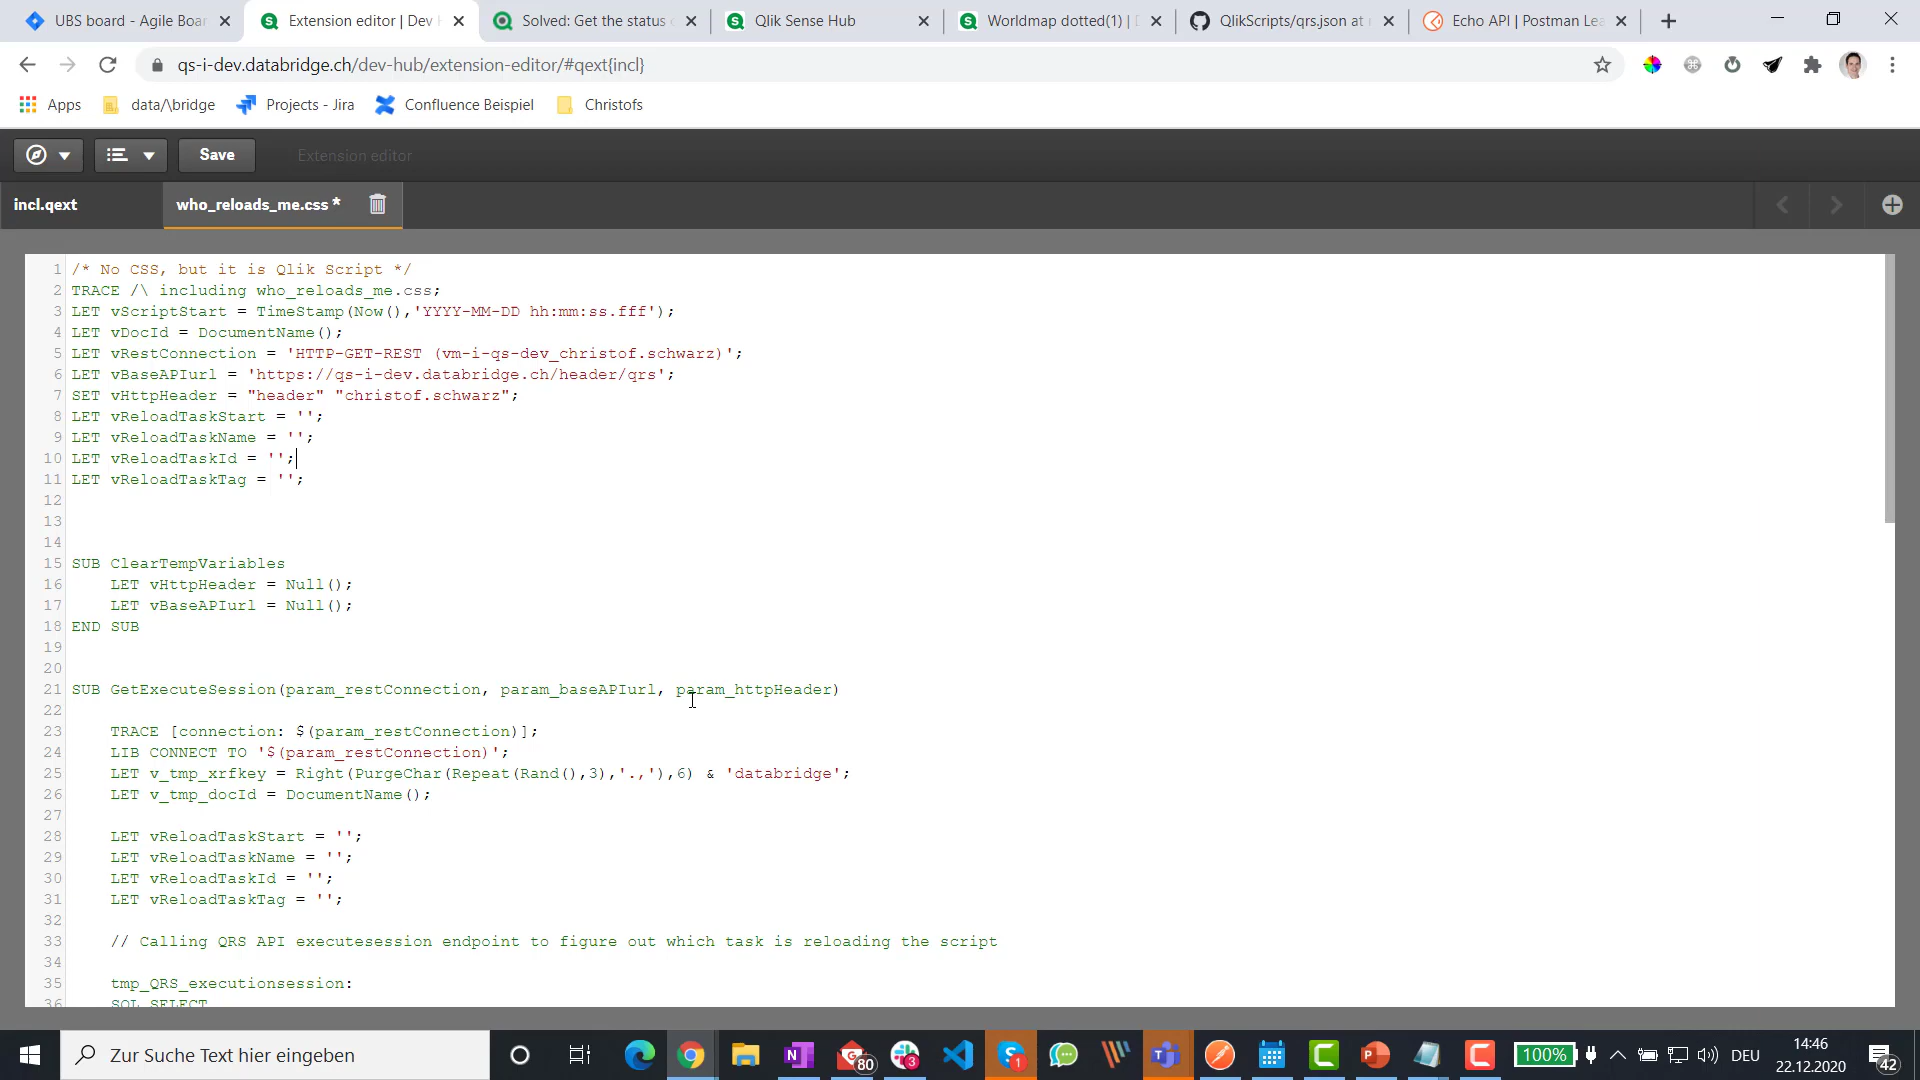 UBS board - Agile Boar
Extension editor | Dev H
Solved: Get the status o
Qlik Sense Hub
Worldmap dotted(1) | D
QlikScripts/qrs.json at
Echo API | Postman Lea
qs-i-dev.databridge.ch/dev-hub/extension-editor/#qext{incl}
Apps
data/\bridge
Projects - Jira
Confluence Beispiel
Christofs
Save
Extension editor
incl.qext
who_reloads_me.css *
1 /* No CSS, but it is Qlik Script */
2 TRACE /\ including who_reloads_me.css;
3 LET vScriptStart = TimeStamp(Now(),'YYYY-MM-DD hh:mm:ss.fff');
4 LET vDocId = DocumentName();
5 LET vRestConnection = 'HTTP-GET-REST (vm-i-qs-dev_christof.schwarz)';
6 LET vBaseAPIurl = 'https://qs-i-dev.databridge.ch/header/qrs';
7 SET vHttpHeader = "header" "christof.schwarz";
8 LET vReloadTaskStart = '';
9 LET vReloadTaskName = '';
10 LET vReloadTaskId = '';
11 LET vReloadTaskTag = '';
12
13
14
15 SUB ClearTempVariables
16 LET vHttpHeader = Null();
17 LET vBaseAPIurl = Null();
18 END SUB
19
20
21 SUB GetExecuteSession(param_restConnection, param_baseAPIurl, param_httpHeader)
22
23 TRACE [connection: $(param_restConnection)];
24 LIB CONNECT TO '$(param_restConnection)';
25 LET v_tmp_xrfkey = Right(PurgeChar(Repeat(Rand(),3),'.,'),6) & 'databridge';
26 LET v_tmp_docId = DocumentName();
27
28 LET vReloadTaskStart = '';
29 LET vReloadTaskName = '';
30 LET vReloadTaskId = '';
31 LET vReloadTaskTag = '';
32
33 // Calling QRS API executesession endpoint to figure out which task is reloading the script
34
35 tmp_QRS_executionsession:
36 SQL SELECT
Zur Suche Text hier eingeben
80
3
1
100%
DEU
14:46
22.12.2020
42